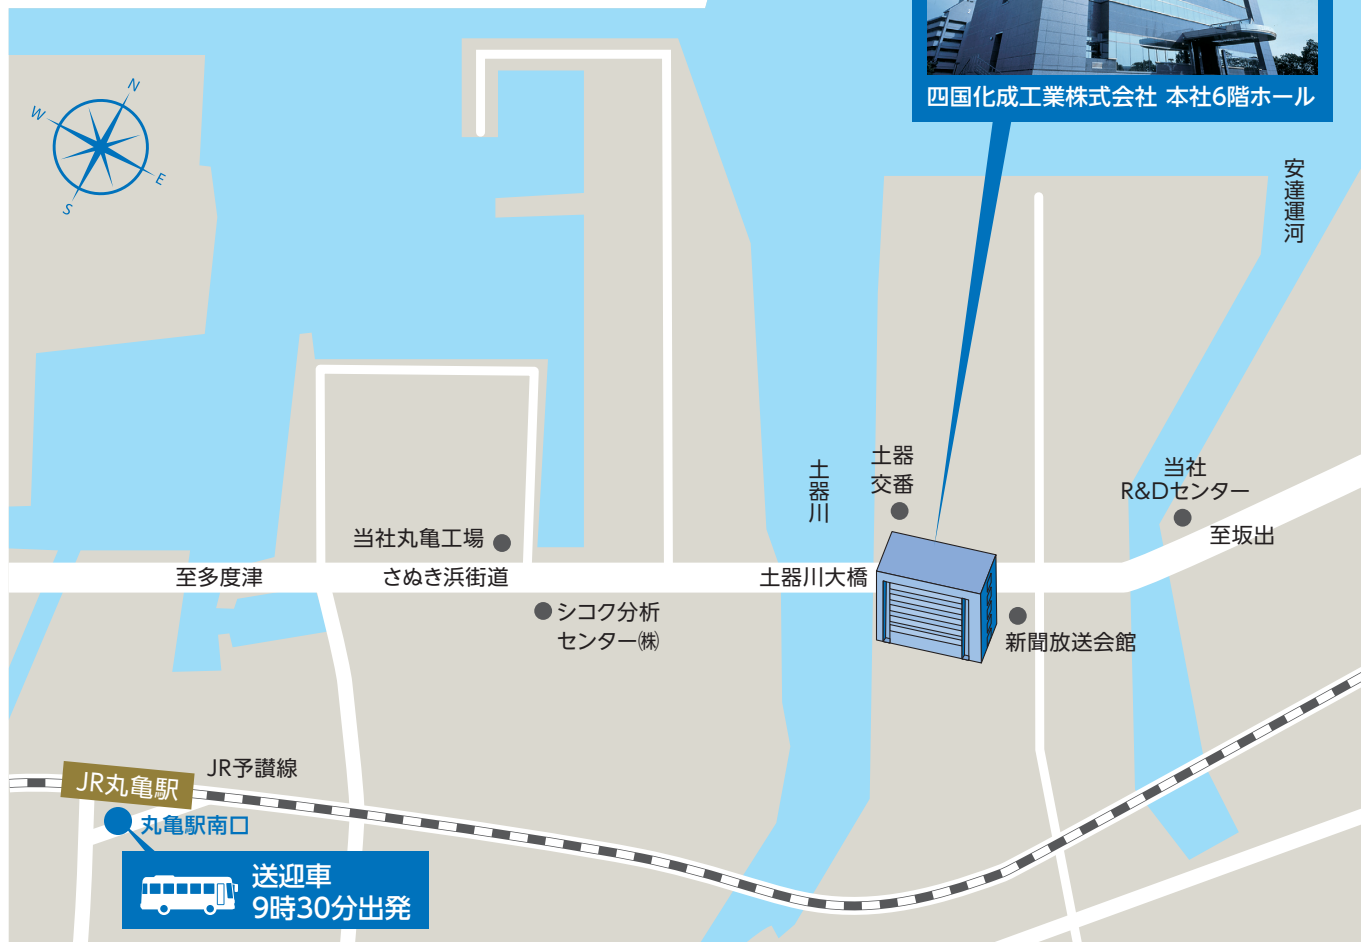 四国化成工業株式会社 本社6階ホール
N
W
E
S
安達運河
土器川
土器
交番
当社
R&Dセンター
至坂出
当社丸亀工場
至多度津
さぬき浜街道
土器川大橋
シコク分析
センター㈱
新聞放送会館
JR予讃線
JR丸亀駅
丸亀駅南口
送迎車
9時30分出発